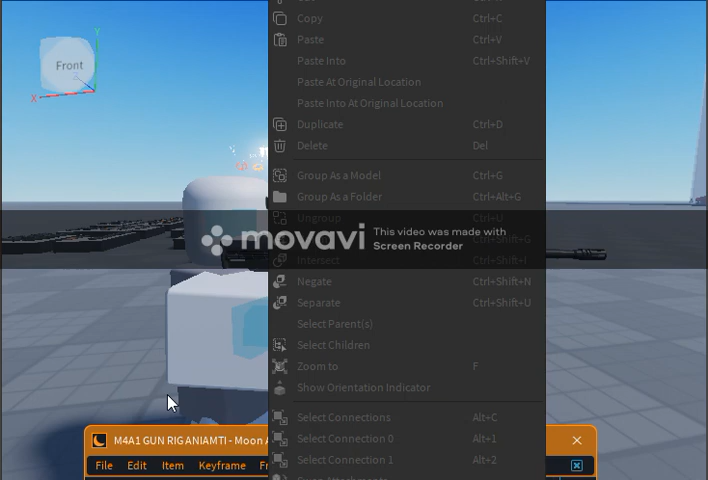 Copy Ctrl+C
Paste Ctrl+V
Paste Into Ctrl+Shift+V
Paste At Original Location
Paste Into At Original Location
Duplicate Ctrl+D
Delete Del
Group As a Model Ctrl+G
Group As a Folder Ctrl+Alt+G
Ungroup Ctrl+U
Ctrl+Shift+G
Intersect Ctrl+Shift+I
Negate Ctrl+Shift+N
Separate Ctrl+Shift+U
Select Parent(s)
Select Children
Zoom to F
Show Orientation Indicator
Select Connections Alt+C
Select Connection 0 Alt+1
Select Connection 1 Alt+2
Y
Front
X
movavi
This video was made with
Screen Recorder
M4A1 GUN RIG ANIAMTI - Moon A
File Edit Item Keyframe Fr